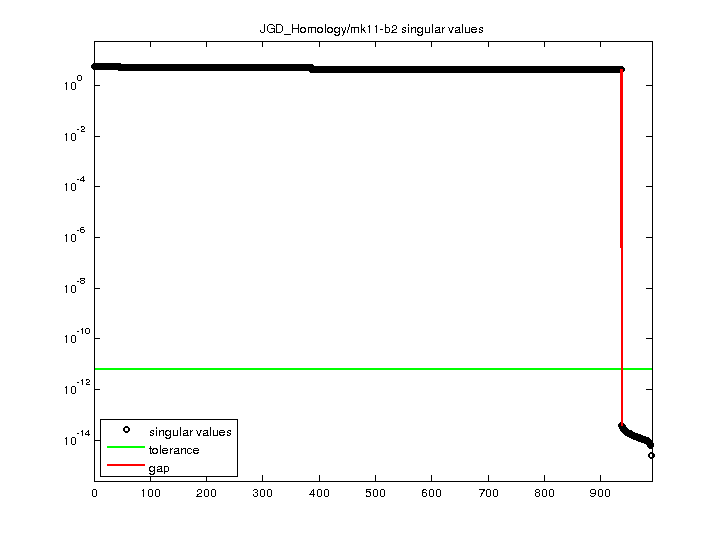 JGD_Homology/mk11-b2 singular values
10^0
10^-2
10^-4
10^-6
10^-8
10^-10
10^-12
10^-14
singular values
tolerance
gap
0 100 200 300 400 500 600 700 800 900